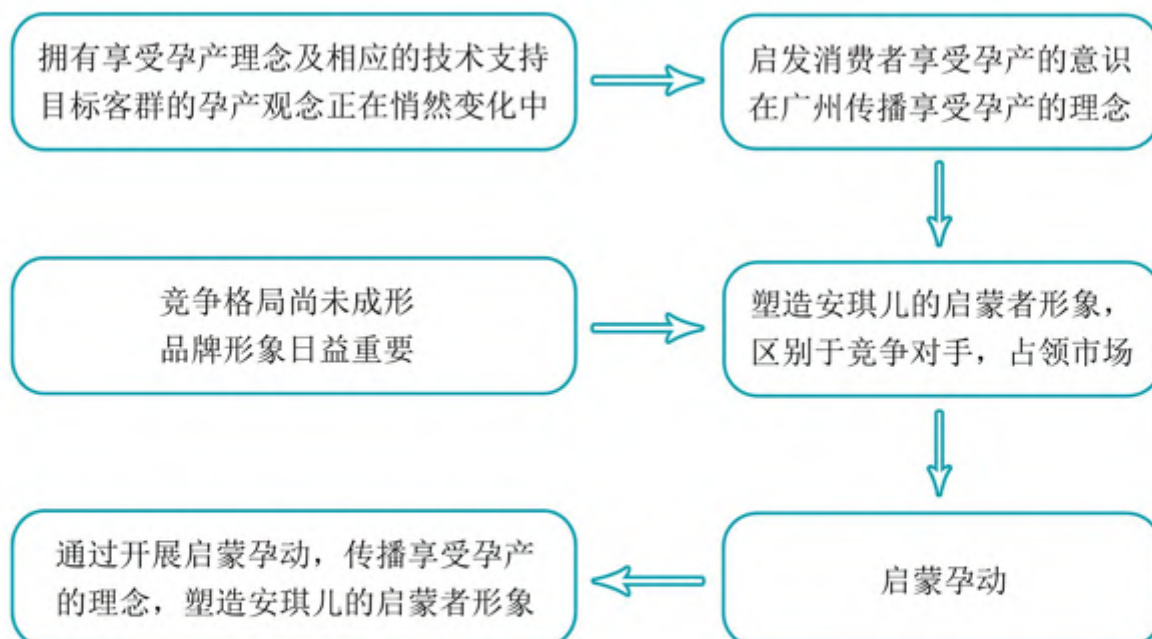 拥有享受孕产理念及相应的技术支持
目标客群的孕产观念正在悄然变化中
启发消费者享受孕产的意识
在广州传播享受孕产的理念
竞争格局尚未成形
品牌形象日益重要
塑造安琪儿的启蒙者形象，
区别于竞争对手，占领市场
通过开展启蒙孕动，传播享受孕产
的理念，塑造安琪儿的启蒙者形象
启蒙孕动